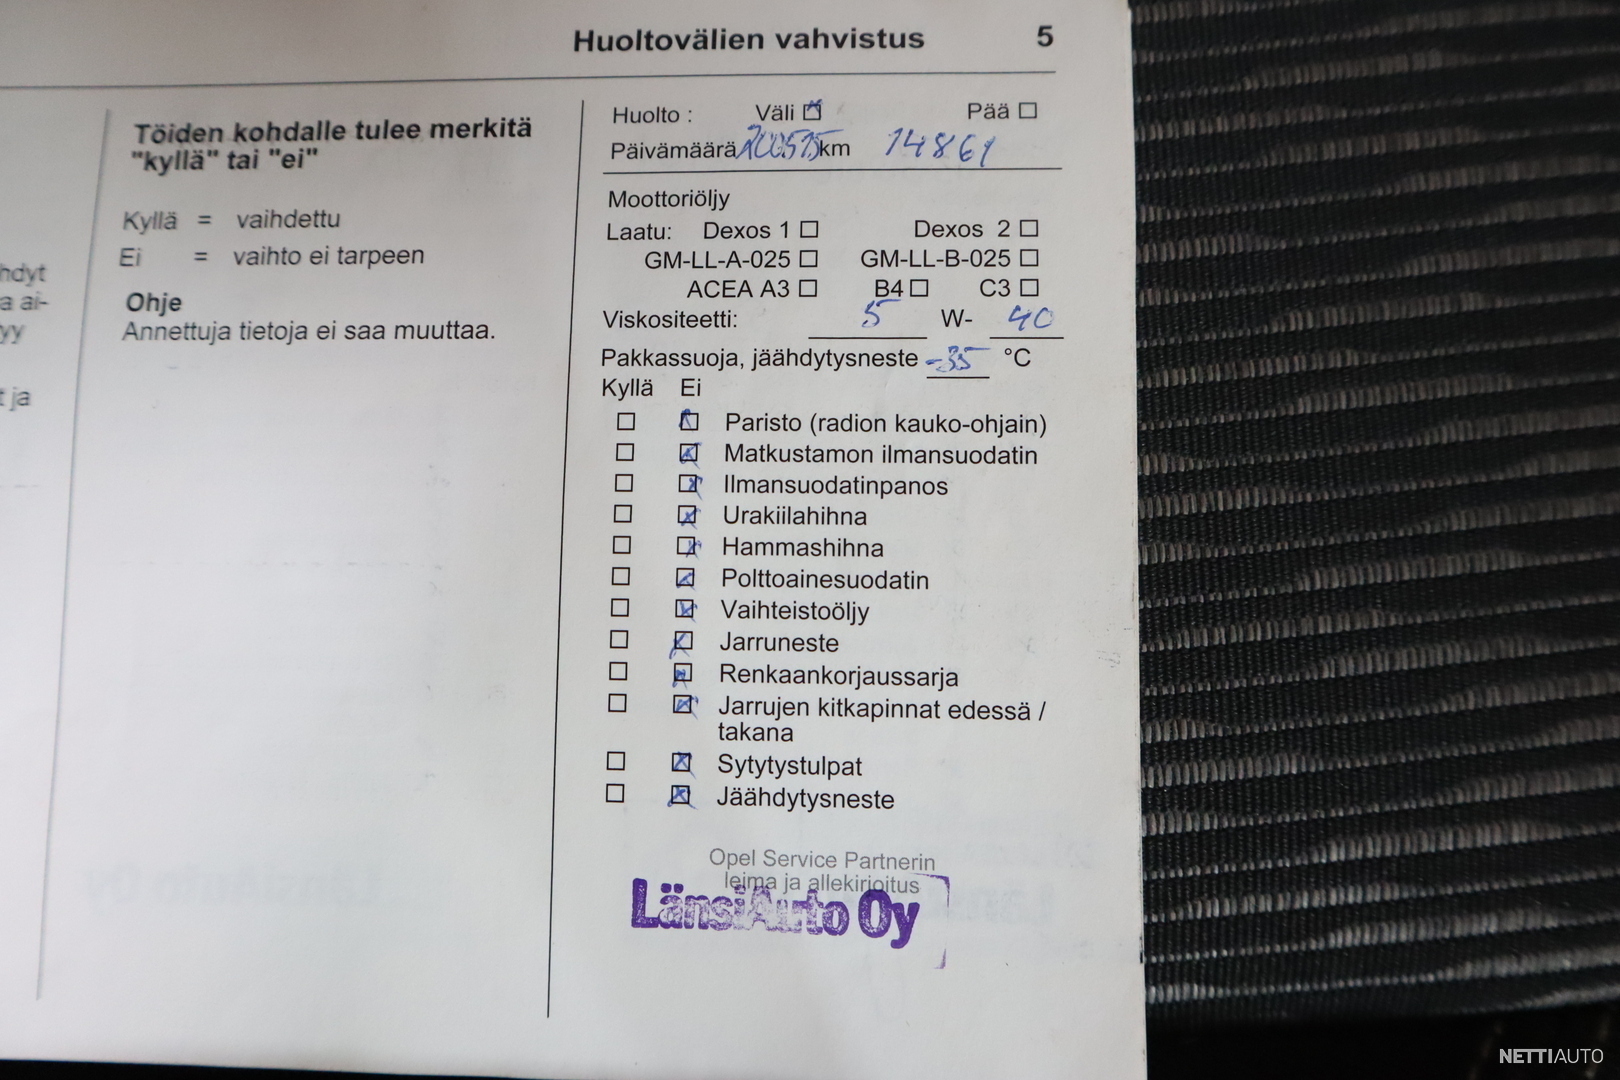 Huoltovälien vahvistus 5
hdyt
a ai-
yy
t ja
Töiden kohdalle tulee merkitä
"kyllä" tai "ei"
Kyllä = vaihdettu
Ei = vaihto ei tarpeen
Ohje
Annettuja tietoja ei saa muuttaa.
Huolto : Väli Pää
Päivämäärä km 14861
Moottoriöljy
Laatu: Dexos 1 Dexos 2
GM-LL-A-025 GM-LL-B-025
ACEA A3 B4 C3
Viskositeetti: 5 W- 40
Pakkassuoja, jäähdytysneste -35 °C
Kyllä Ei
Paristo (radion kauko-ohjain)
Matkustamon ilmansuodatin
Ilmansuodatinpanos
Urakiilahihna
Hammashihna
Polttoainesuodatin
Vaihteistoöljy
Jarruneste
Renkaankorjaussarja
Jarrujen kitkapinnat edessä /
takana
Sytytystulpat
Jäähdytysneste
Opel Service Partnerin
leima ja allekirjoitus
LänsiAuto Oy
NETTIAUTO